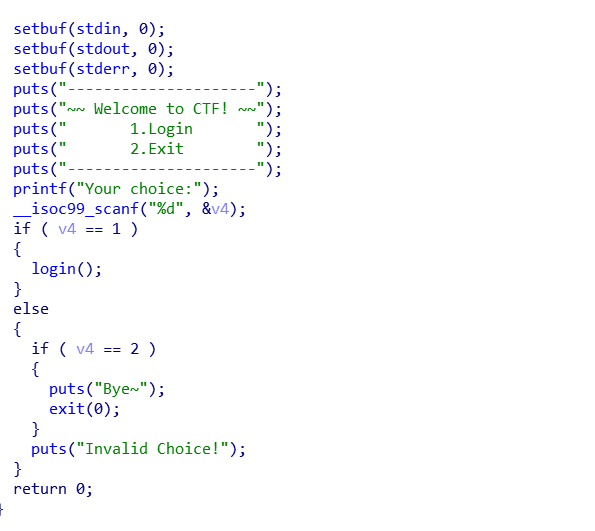 setbuf(stdin, 0);
setbuf(stdout, 0);
setbuf(stderr, 0);
puts("---------------------");
puts("~~ Welcome to CTF! ~~");
puts("       1.Login       ");
puts("       2.Exit        ");
puts("---------------------");
printf("Your choice:");
__isoc99_scanf("%d", &v4);
if ( v4 == 1 )
{
  login();
}
else
{
  if ( v4 == 2 )
  {
    puts("Bye~");
    exit(0);
  }
  puts("Invalid Choice!");
}
return 0;
}